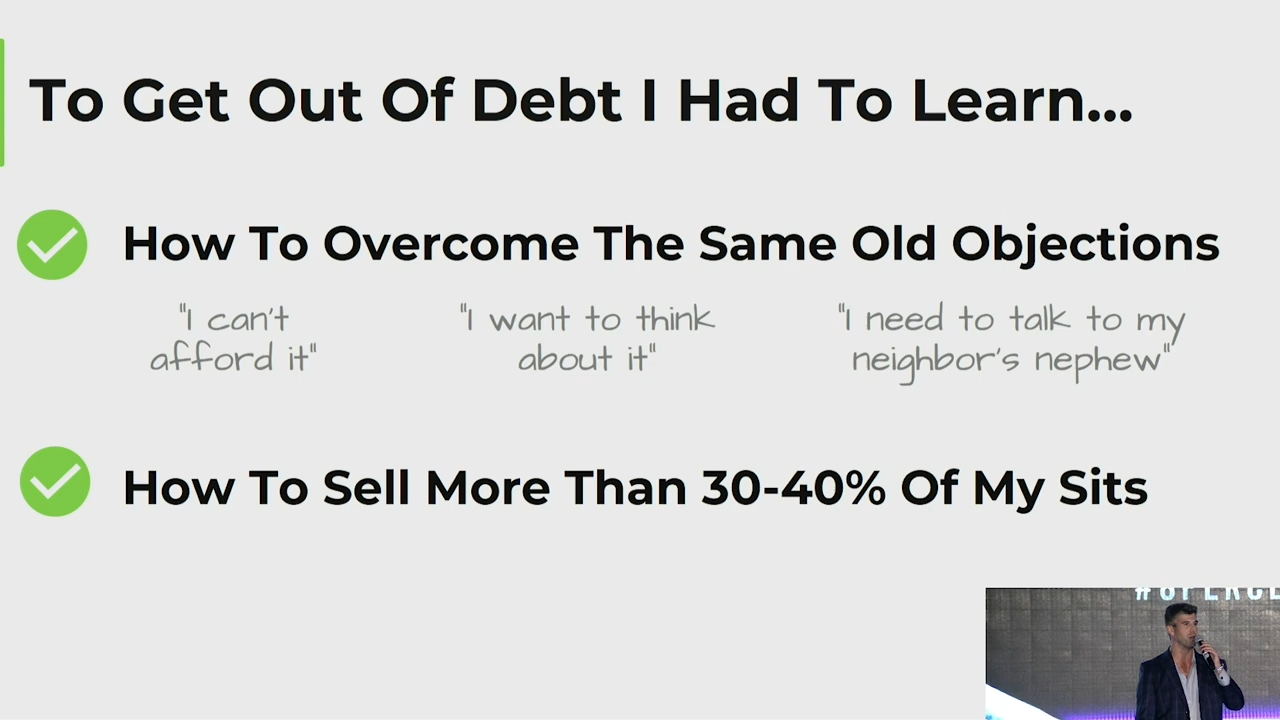 To Get Out Of Debt I Had To Learn...
How To Overcome The Same Old Objections
"I can't
afford it"
"I want to think
about it"
"I need to talk to my
neighbor's nephew"
How To Sell More Than 30-40% Of My Sits